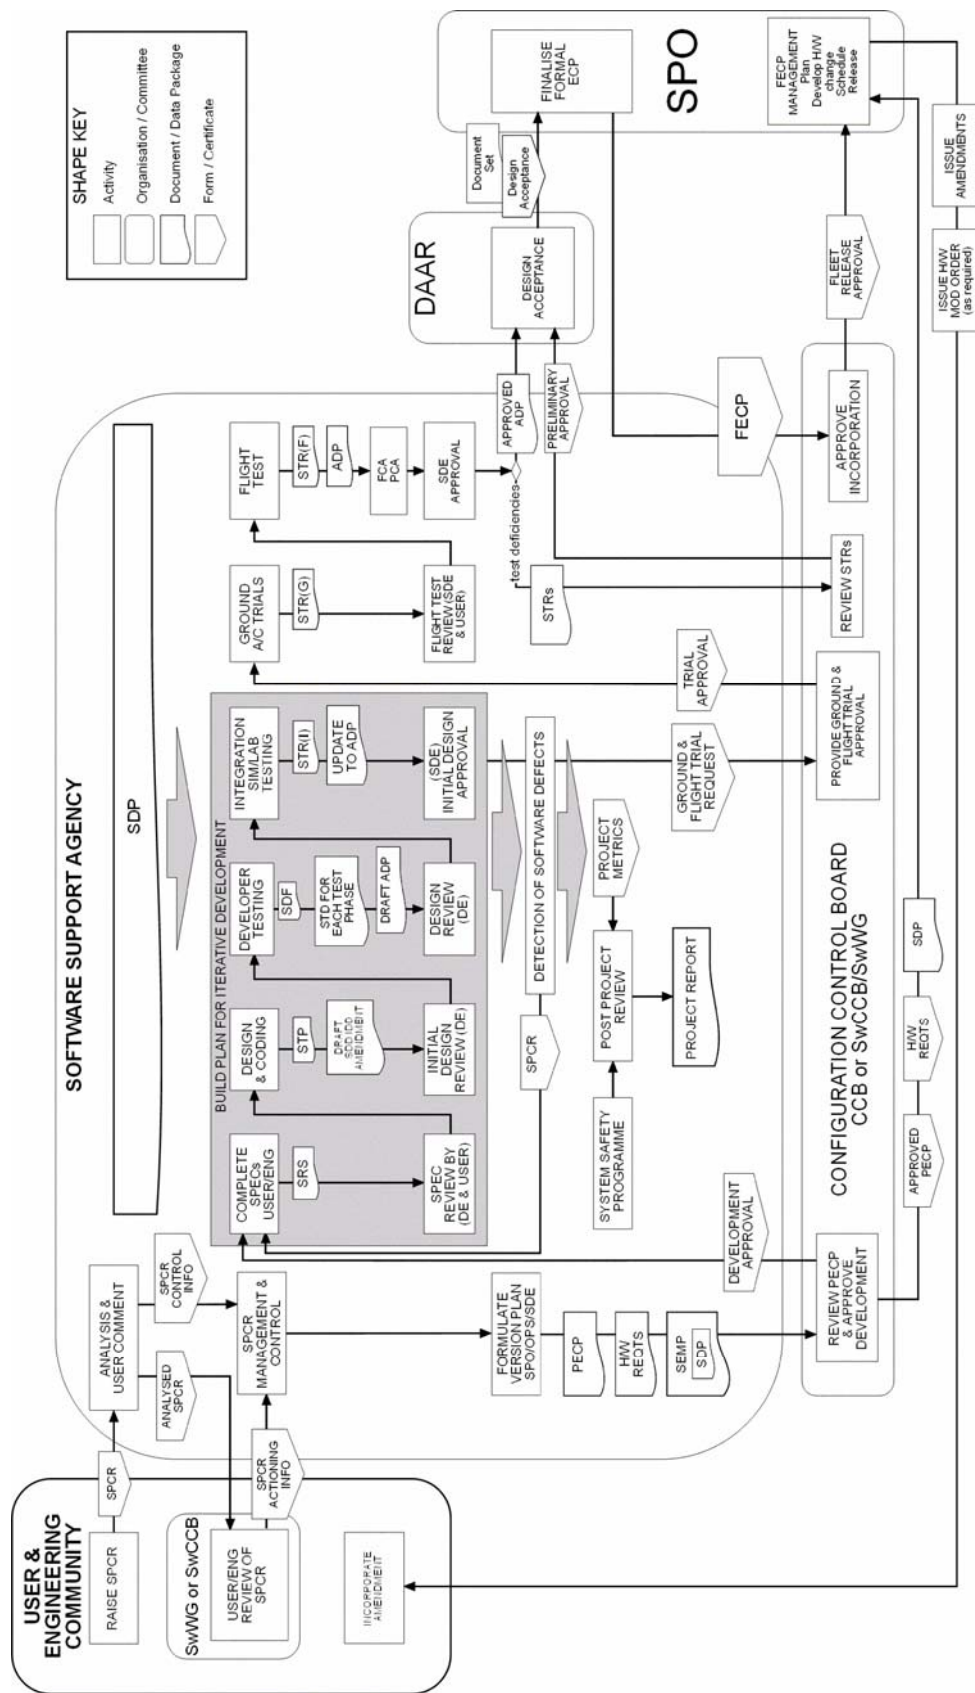 USER &
ENGINEERING
COMMUNITY
RAISE SPCR
SPCR
SwWG or SwCCB
USER/ENG
REVIEW OF
SPCR
SPCR
ACTIONING
INFO
INCORPORATE
AMENDMENT
SOFTWARE SUPPORT AGENCY
ANALYSIS &
USER COMMENT
ANALYSED
SPCR
SPCR
CONTROL
INFO
SPCR
MANAGEMENT &
CONTROL
FORMULATE
VERSION PLAN
SPO/OPS/SDE
PECP
H/W
REQTS
SEMP
SDP
SDP
BUILD PLAN FOR ITERATIVE DEVELOPMENT
COMPLETE
SPECs
USER/ENG
SRS
SPEC
REVIEW BY
(DE & USER)
DESIGN
& CODING
STP
DRAFT
SDD/IDD
AMENDMENT
INITIAL
DESIGN
REVIEW (DE)
DEVELOPER
TESTING
SDF
STD FOR
EACH TEST
PHASE
DRAFT ADP
DESIGN
REVIEW
(DE)
INTEGRATION
SIM/LAB
TESTING
STR(I)
UPDATE
TO ADP
(SDE)
INITIAL DESIGN
APPROVAL
GROUND
A/C TRIALS
STR(G)
FLIGHT TEST
REVIEW (SDE
& USER)
FLIGHT
TEST
STR(F)
ADP
FCA
PCA
SDE
APPROVAL
test deficiencies
APPROVED
ADP
PRELIMINARY
APPROVAL
STRs
SPCR
DETECTION OF SOFTWARE DEFECTS
SYSTEM SAFETY
PROGRAMME
POST PROJECT
REVIEW
PROJECT
METRICS
PROJECT REPORT
DEVELOPMENT
APPROVAL
GROUND &
FLIGHT TRIAL
REQUEST
TRIAL
APPROVAL
FECP
CONFIGURATION CONTROL BOARD
CCB or SwCCB/SwWG
REVIEW PECP
& APPROVE
DEVELOPMENT
PROVIDE GROUND &
FLIGHT TRIAL
APPROVAL
REVIEW STRs
APPROVE
INCORPORATION
FLEET
RELEASE
APPROVAL
APPROVED
PECP
H/W
REQTS
SDP
ISSUE H/W
MOD ORDER
(as required)
ISSUE
AMENDMENTS
DAAR
DESIGN
ACCEPTANCE
Document
Set
Design
Acceptance
SPO
FINALISE
FORMAL
ECP
FECP
MANAGEMENT
Plan
Develop H/W
change
Schedule
Release
SHAPE KEY
Activity
Organisation / Committee
Document / Data Package
Form / Certificate